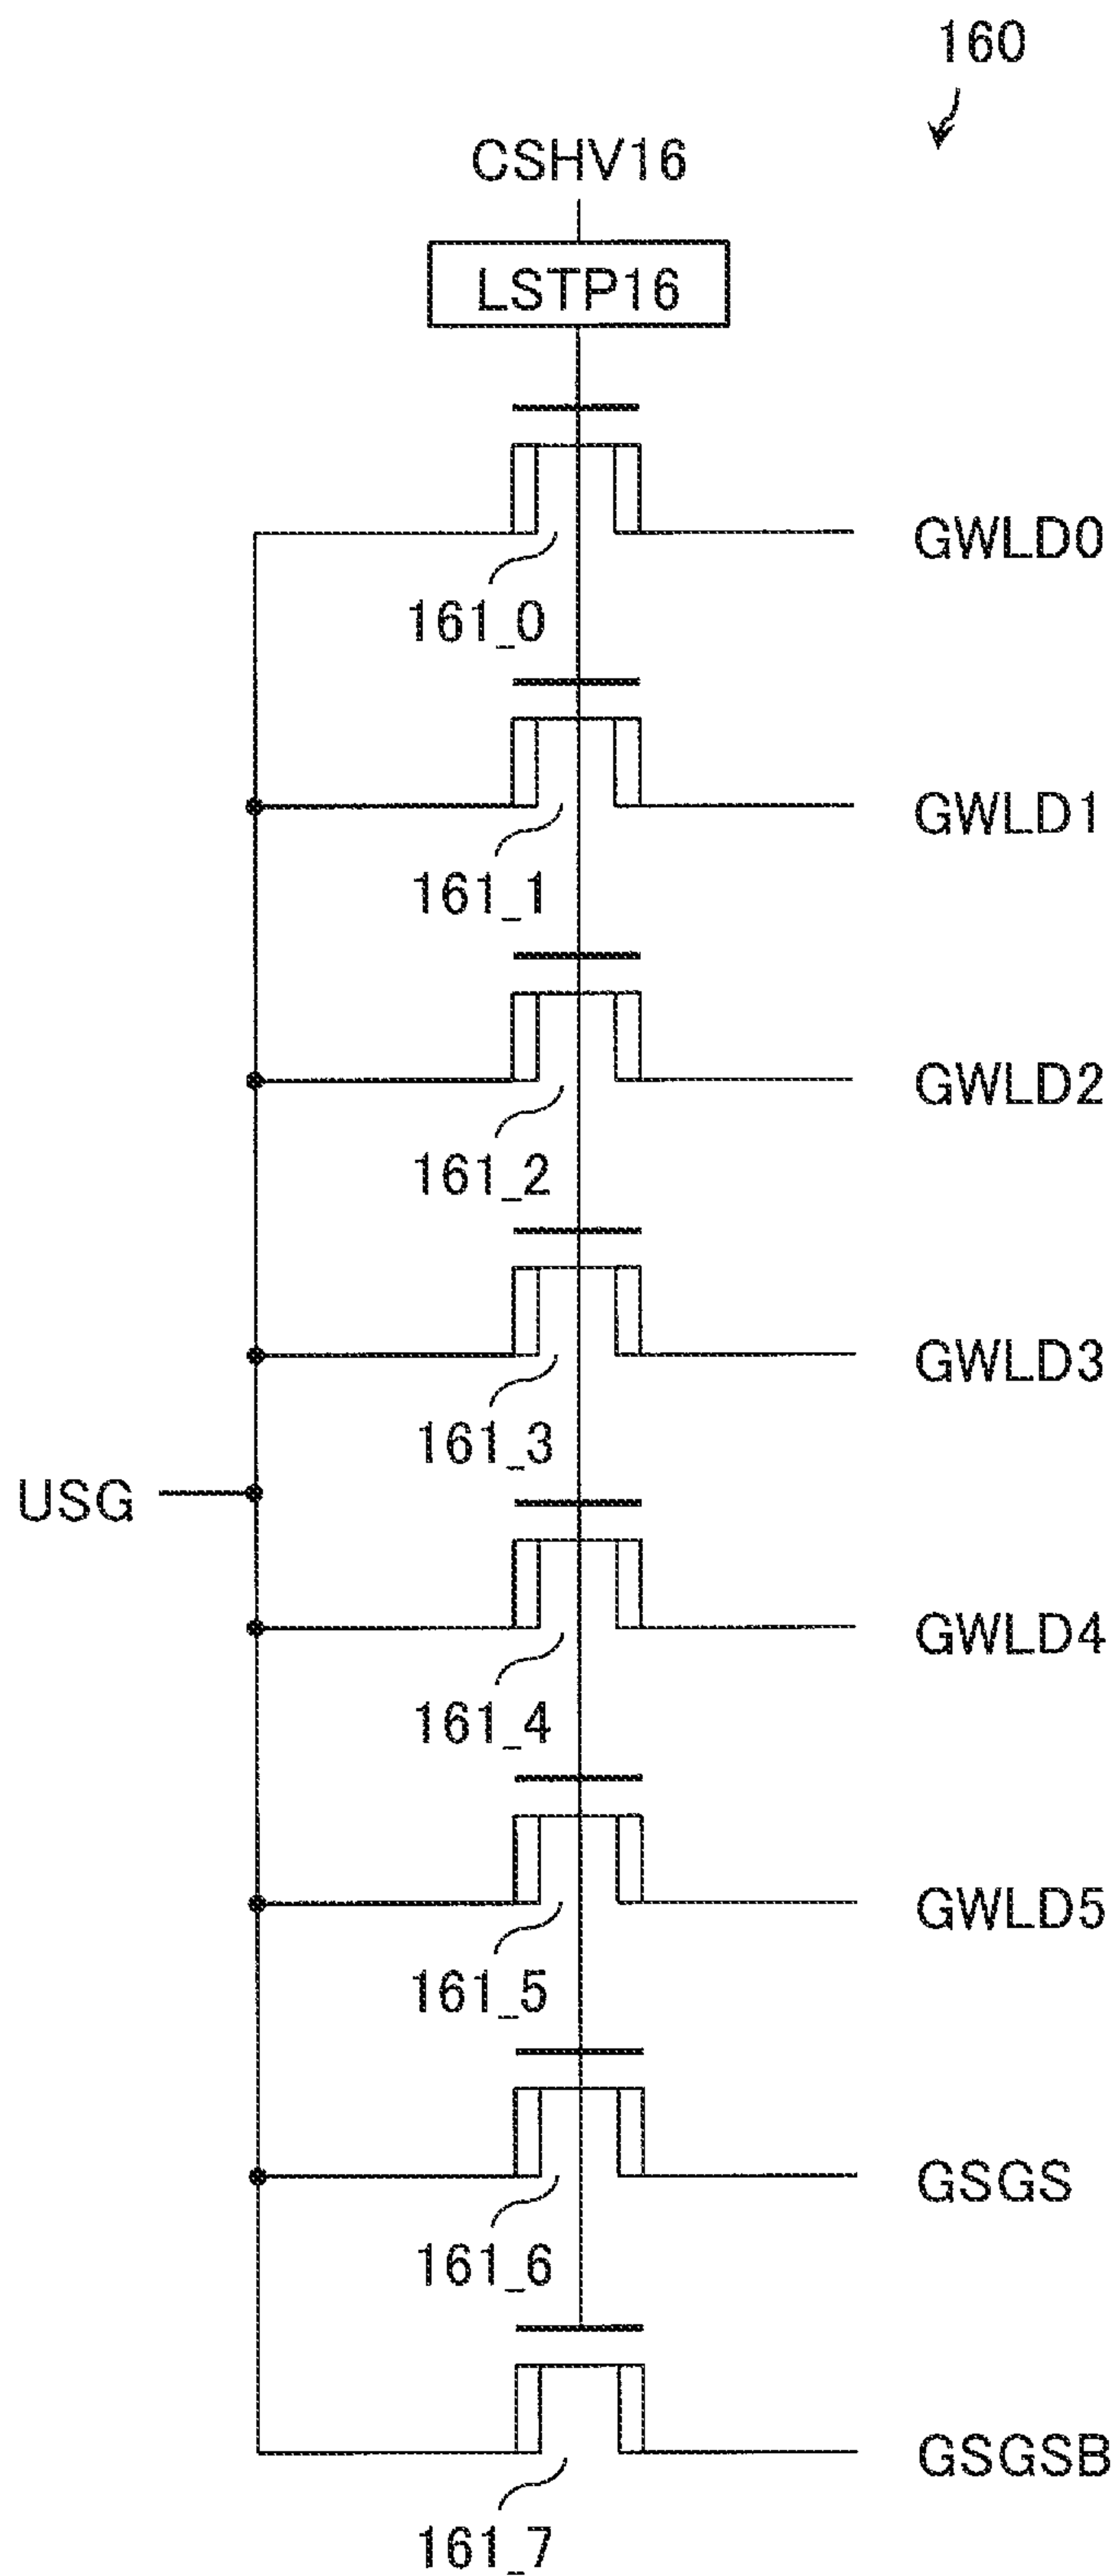 160
CSHV16
LSTP16
GWLD0
161_0
GWLD1
161_1
GWLD2
161_2
GWLD3
161_3
USG
GWLD4
161_4
GWLD5
161_5
GSGS
161_6
GSGSB
161_7